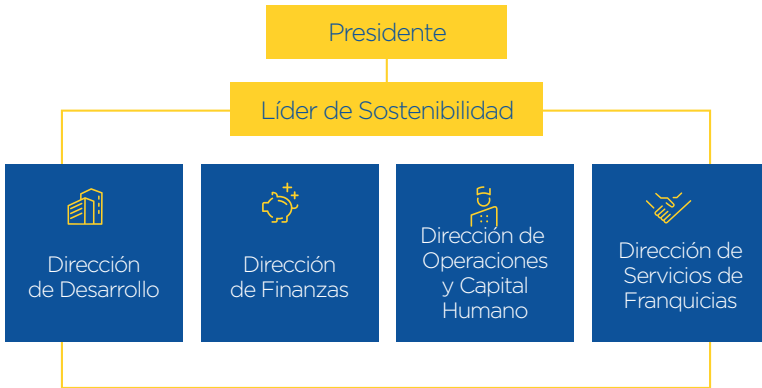 Presidente
Líder de Sostenibilidad
Dirección
de Desarrollo
Dirección
de Finanzas
Dirección de
Operaciones
y Capital
Humano
Dirección de
Servicios de
Franquicias